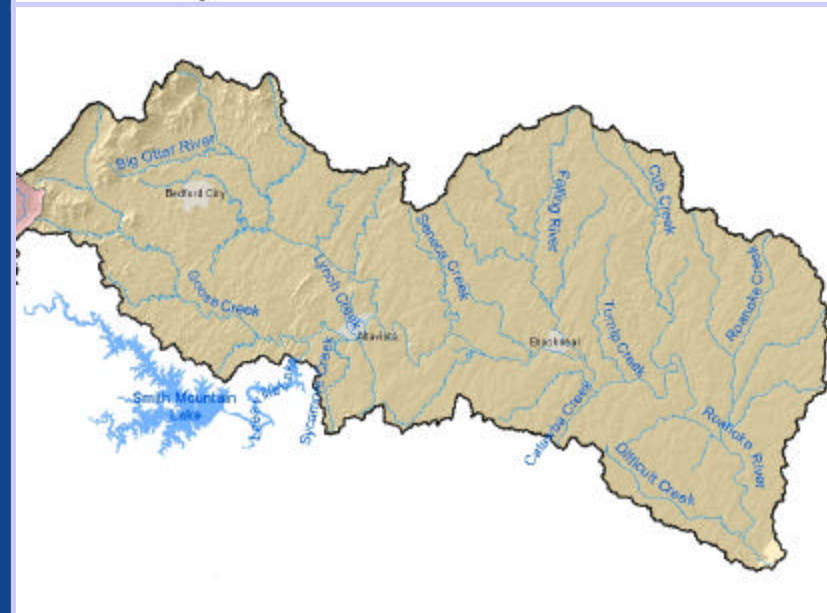 Big Otter River
Bedford City
Falling River
Cub Creek
Seneca Creek
Roanoke Creek
Goose Creek
Lynch Creek
Turnip Creek
Altavista
Brookneal
Sycamore Creek
Smith Mountain
Lake
Catawba Creek
Roanoke River
Difficult Creek